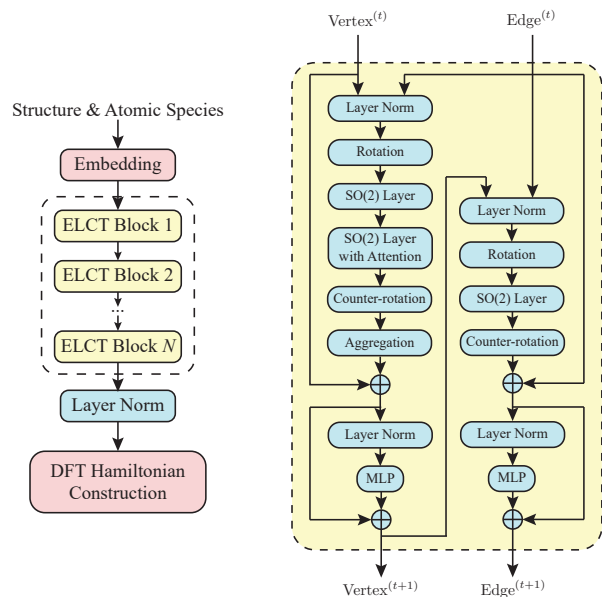 Structure & Atomic Species
Embedding
ELCT Block 1
ELCT Block 2
...
ELCT Block N
Layer Norm
DFT Hamiltonian
Construction
Vertex(t)
Layer Norm
Rotation
SO(2) Layer
SO(2) Layer
with Attention
Counter-rotation
Aggregation
Layer Norm
MLP
Vertex(t+1)
Edge(t)
Layer Norm
Rotation
SO(2) Layer
Counter-rotation
Layer Norm
MLP
Edge(t+1)